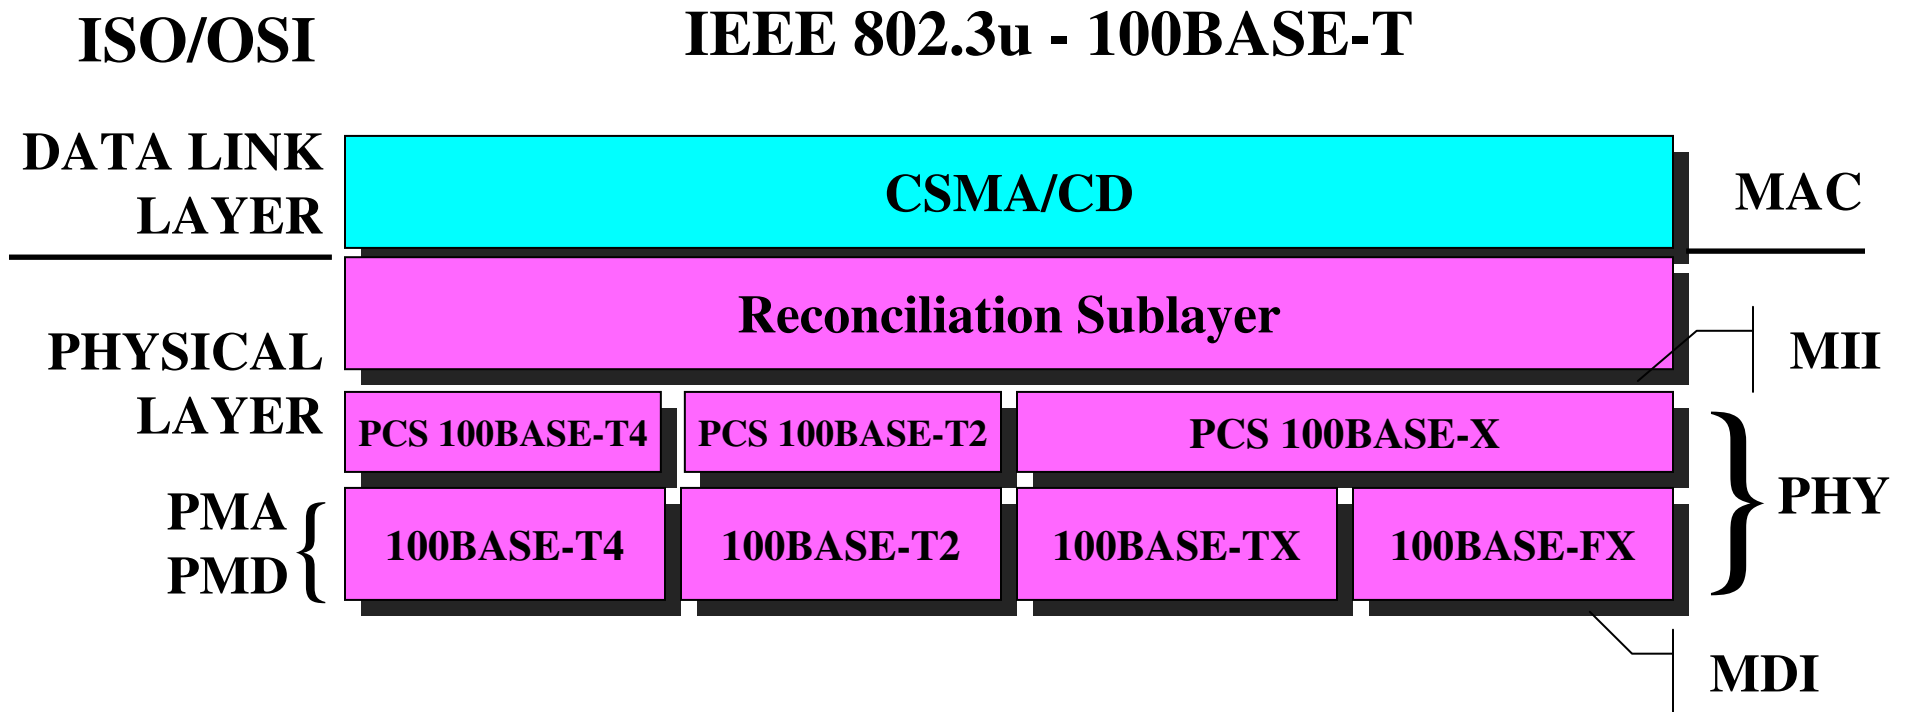 ISO/OSI
IEEE 802.3u - 100BASE-T
DATA LINK
LAYER
CSMA/CD
MAC
Reconciliation Sublayer
PHYSICAL
LAYER
MII
PCS 100BASE-T4
PCS 100BASE-T2
PCS 100BASE-X
PHY
PMA
PMD
100BASE-T4
100BASE-T2
100BASE-TX
100BASE-FX
MDI